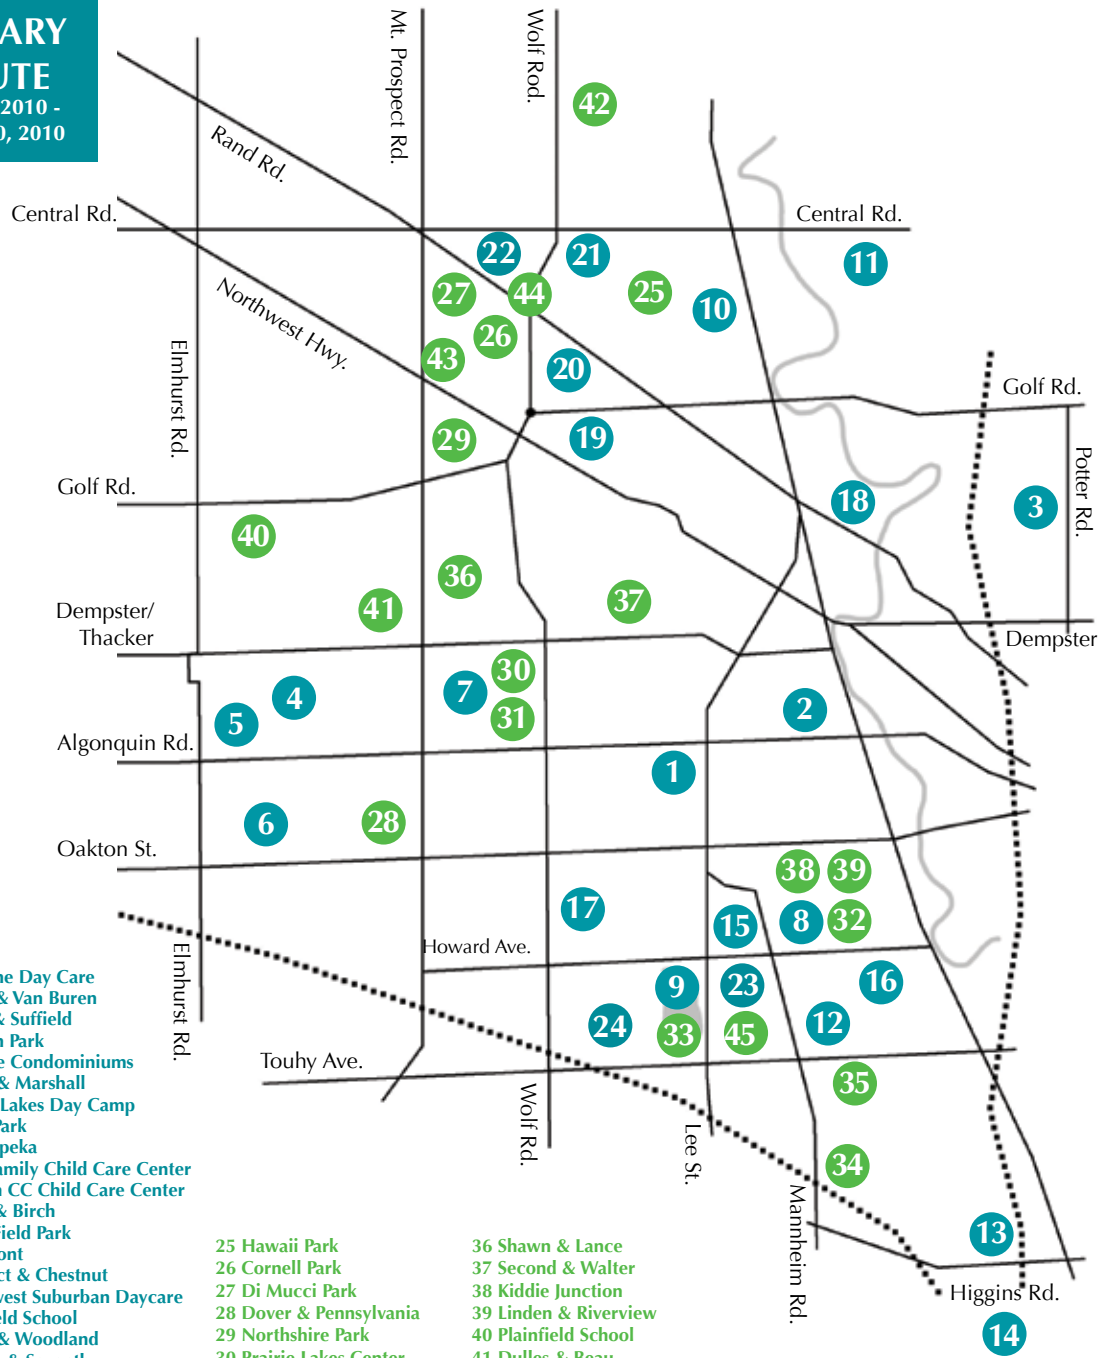 ARY
UTE
2010 -
0, 2010
Mt. Prospect Rd.
Wolf Rod.
42
Rand Rd.
Central Rd.
Central Rd.
22
21
11
27
44
25
10
Northwest Hwy.
26
43
20
Elmhurst Rd.
Golf Rd.
29
19
Potter Rd.
Golf Rd.
18
3
40
36
37
41
Dempster/
Thacker
Dempster
30
4
7
2
5
31
Algonquin Rd.
1
6
28
Oakton St.
38
39
17
15
8
32
Howard Ave.
Elmhurst Rd.
9
23
16
24
33
45
12
Touhy Ave.
35
Wolf Rd.
Lee St.
34
Mannheim Rd.
13
Higgins Rd.
14
ne Day Care
& Van Buren
& Suffield
n Park
e Condominiums
& Marshall
Lakes Day Camp
Park
peka
amily Child Care Center
n CC Child Care Center
& Birch
ield Park
ont
ct & Chestnut
west Suburban Daycare
eld School
& Woodland
25 Hawaii Park
26 Cornell Park
27 Di Mucci Park
28 Dover & Pennsylvania
29 Northshire Park
30 Prairie Lakes Center
36 Shawn & Lance
37 Second & Walter
38 Kiddie Junction
39 Linden & Riverview
40 Plainfield School
41 Dulles & Beau